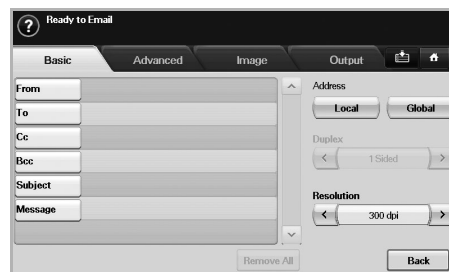 ? Ready to Email
Basic Advanced Image Output
From
To
Cc
Bcc
Subject
Message
Address
Local Global
Duplex
< 1 Sided >
Resolution
< 300 dpi >
Remove All Back